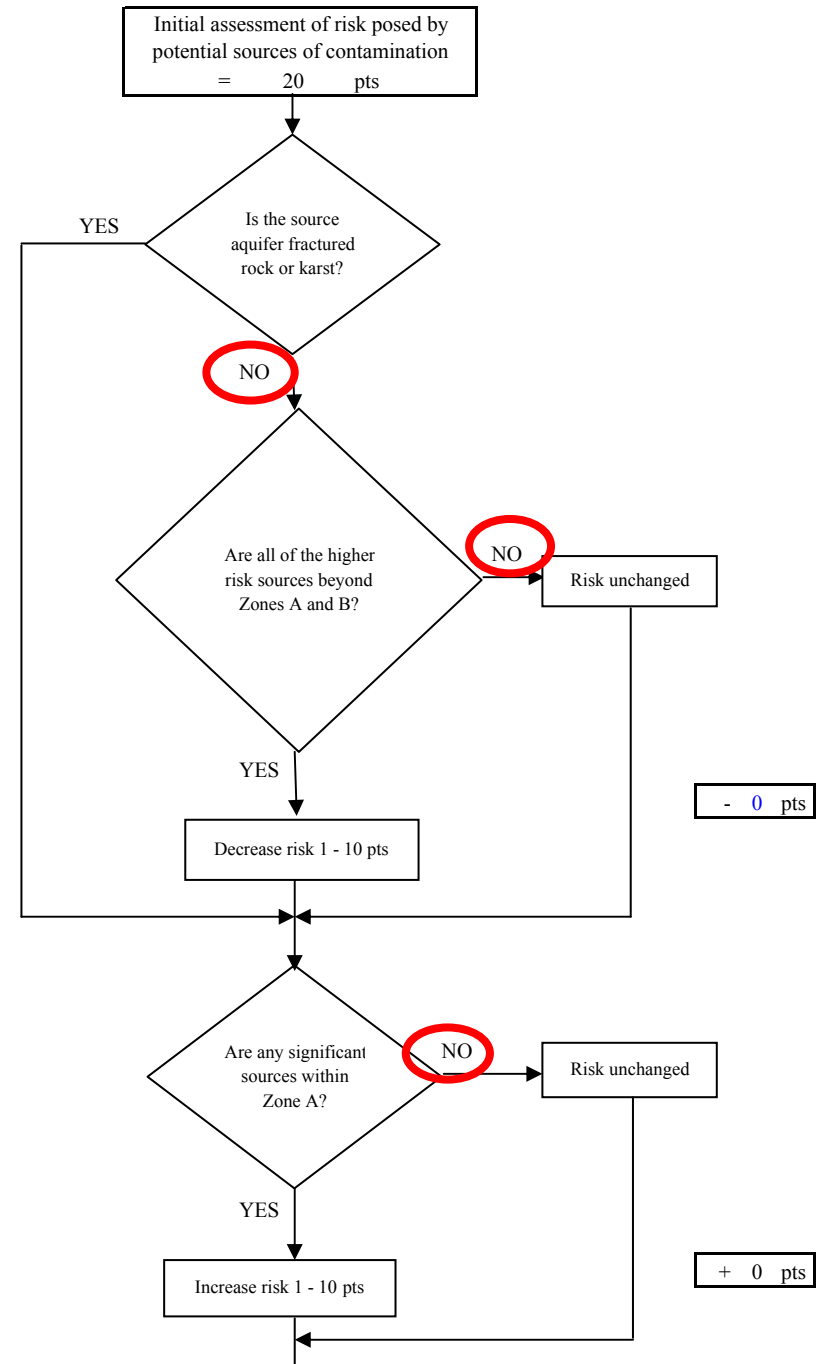 Initial assessment of risk posed by
potential sources of contamination
= 20 pts
YES
Is the source
aquifer fractured
rock or karst?
NO
Are all of the higher
risk sources beyond
Zones A and B?
NO
Risk unchanged
YES
- 0 pts
Decrease risk 1 - 10 pts
Are any significant
sources within
Zone A?
NO
Risk unchanged
YES
+ 0 pts
Increase risk 1 - 10 pts